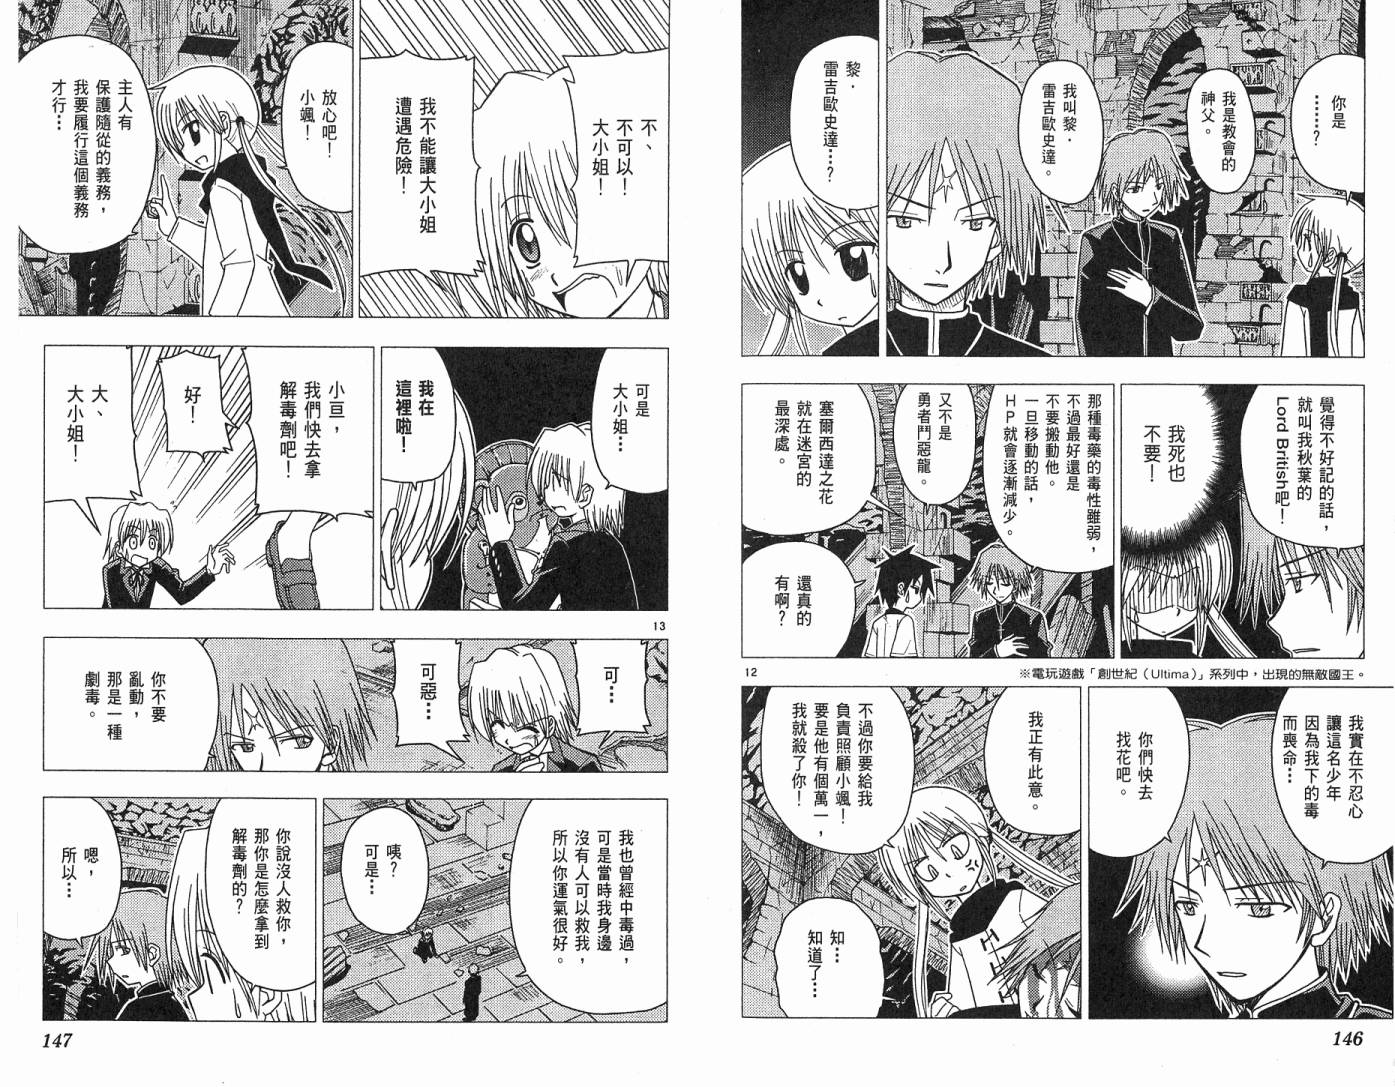 你是
……？
我是教會的
神父。
我叫黎．
雷吉歐史達。
黎．
雷吉歐史達…？
覺得不好記的話，
就叫我秋葉的
Lord British吧！
我死也
不要！
那種毒藥的毒性雖弱，
不過最好還是
不要搬動他。
一旦移動的話，
HP就會逐漸減少。
又不是
勇者鬥惡龍。
塞爾西達之花
就在迷宮的
最深處。
還真的
有啊？
※電玩遊戲「創世紀（Ultima）」系列中，出現的無敵國王。
12
我實在不忍心
讓這名少年
因為我下的毒
而喪命…
你們快去
找花吧。
我正有此意。
不過你要給我
負責照顧小颯！
要是他有個萬一，
我就殺了你！
知…
知道了…
146
不、
不可以！
大小姐！
我不能讓大小姐
遭遇危險！
放心吧！
小颯！
主人有
保護隨從的義務，
我要履行這個義務
才行…
可是
大小姐…
我在
這裡啦！
小亘，
我們快去拿
解毒劑吧！
好！
大、
大小姐！
13
可…
可惡…
你不要
亂動，
那是一種
劇毒。
我也曾經中毒過，
可是當時我身邊
沒有人可以救我，
所以你運氣很好。
咦？
可是…
你說沒人救你，
那你是怎麼拿到
解毒劑的？
嗯，
所以…
147